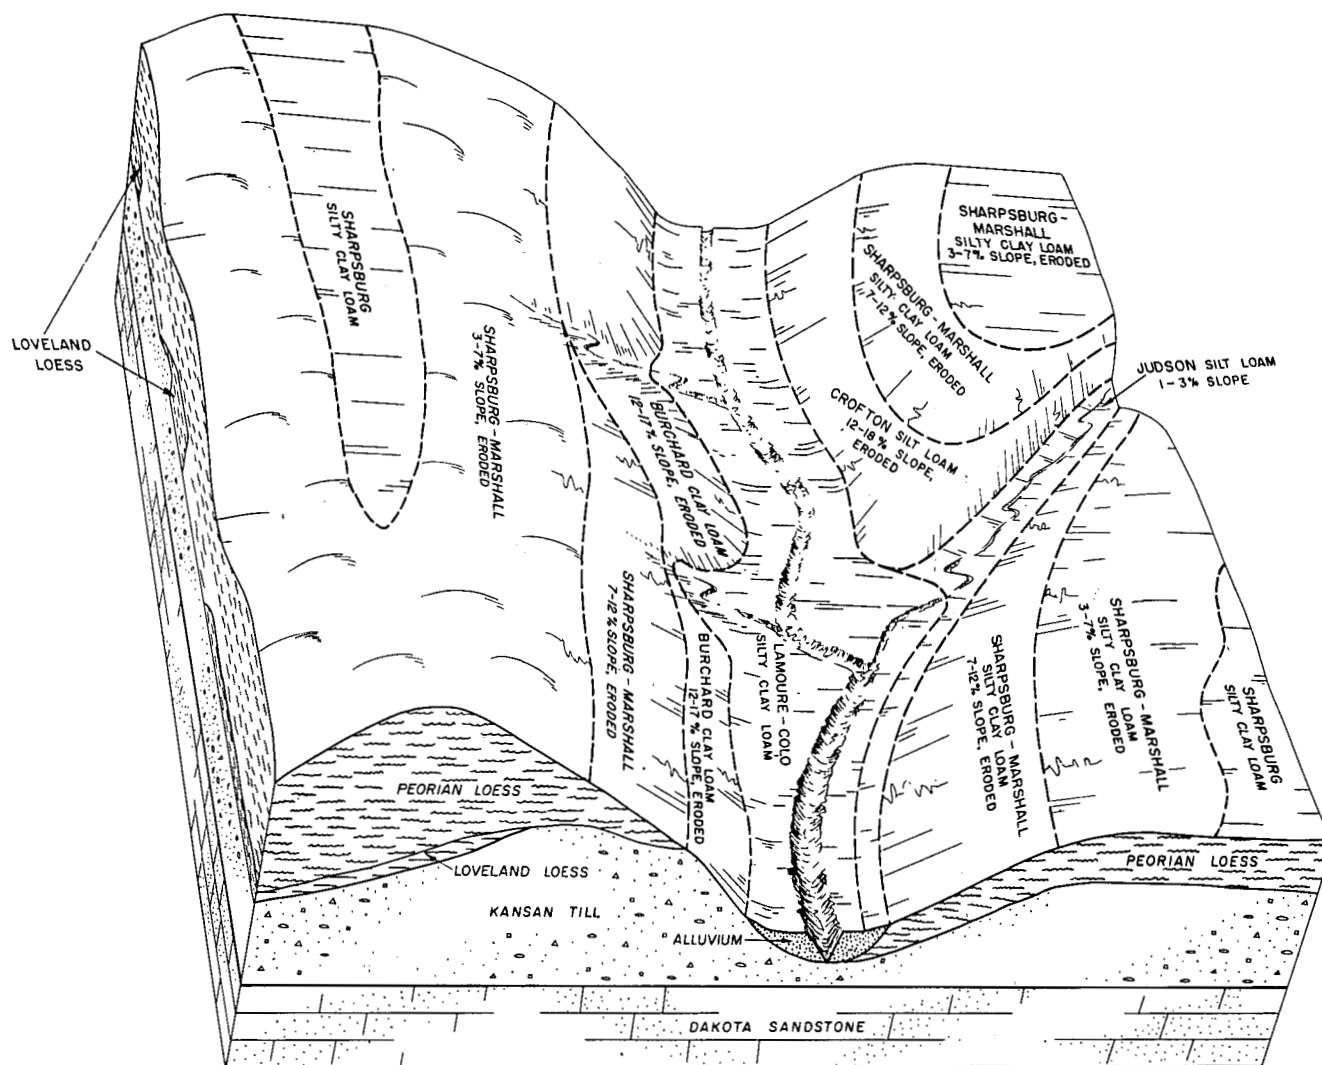 SHARPSBURG
SILTY CLAY LOAM
SHARPSBURG-MARSHALL
3-7% SLOPE, ERODED
LOVELAND
LOESS
SHARPSBURG-
MARSHALL
SILTY CLAY LOAM
3-7% SLOPE, ERODED
SHARPSBURG-MARSHALL
SILTY CLAY LOAM
7-12% SLOPE, ERODED
JUDSON SILT LOAM
1-3% SLOPE
CROFTON SILT LOAM
12-18% SLOPE,
ERODED
BURCHARD CLAY LOAM
12-17% SLOPE, ERODED
SHARPSBURG-MARSHALL
7-12% SLOPE, ERODED
BURCHARD CLAY LOAM
12-17% SLOPE, ERODED
LAMOURE-COLO
SILTY CLAY LOAM
SHARPSBURG-MARSHALL
SILTY CLAY LOAM
7-12% SLOPE, ERODED
SHARPSBURG-MARSHALL
SILTY CLAY LOAM
3-7% SLOPE, ERODED
SHARPSBURG
SILTY CLAY LOAM
PEORIAN LOESS
LOVELAND LOESS
PEORIAN LOESS
KANSAN TILL
ALLUVIUM
DAKOTA SANDSTONE